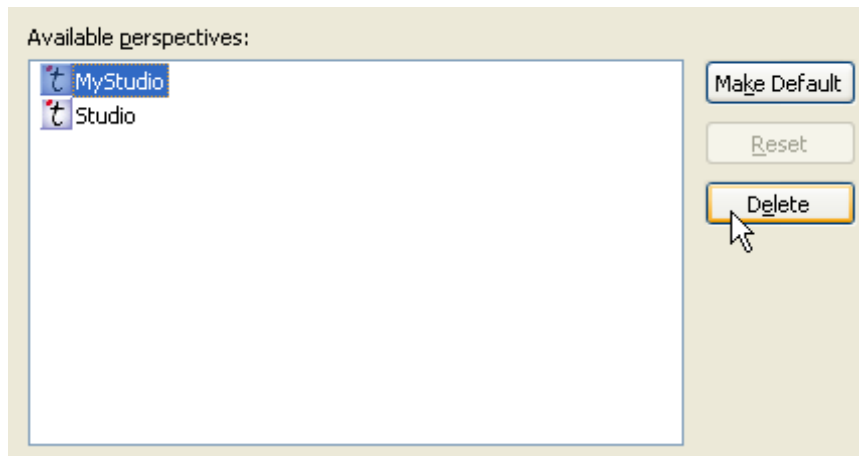 Available perspectives:
MyStudio
Studio
Make Default
Reset
Delete